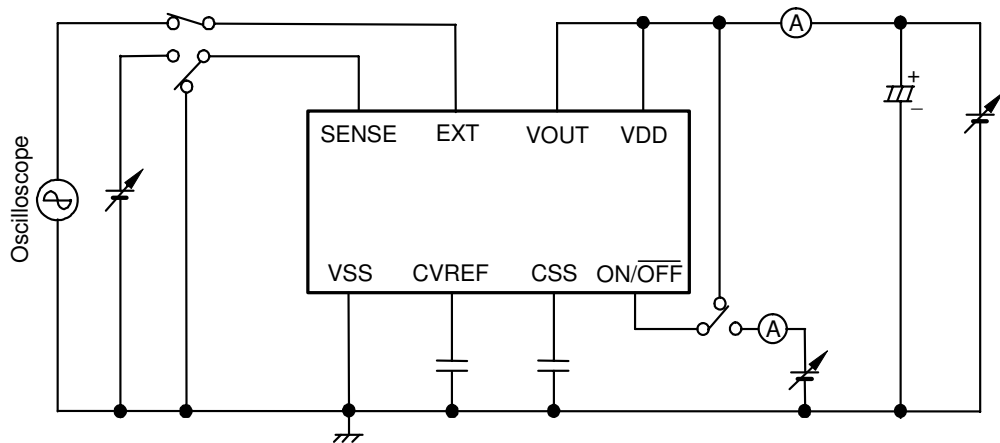 A
+
−
SENSE EXT VOUT VDD
Oscilloscope
VSS CVREF CSS ON/OFF
A